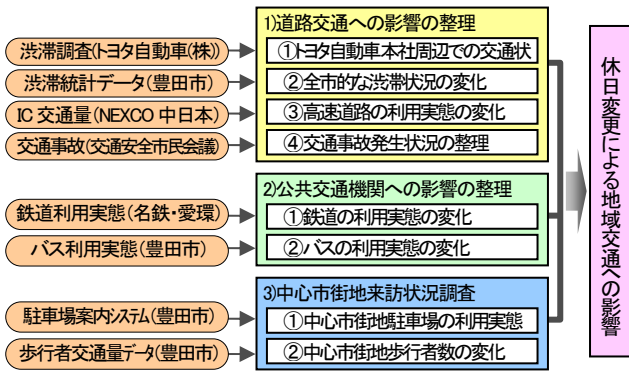 1)道路交通への影響の整理
渋滞調査(トヨタ自動車(株))
①トヨタ自動車本社周辺での交通状
渋滞統計データ(豊田市)
②全市的な渋滞状況の変化
IC 交通量(NEXCO 中日本)
③高速道路の利用実態の変化
交通事故(交通安全市民会議)
④交通事故発生状況の整理
2)公共交通機関への影響の整理
鉄道利用実態(名鉄・愛環)
①鉄道の利用実態の変化
バス利用実態(豊田市)
②バスの利用実態の変化
3)中心市街地来訪状況調査
駐車場案内システム(豊田市)
①中心市街地駐車場の利用実態
歩行者交通量データ(豊田市)
②中心市街地歩行者数の変化
休日変更による地域交通への影響